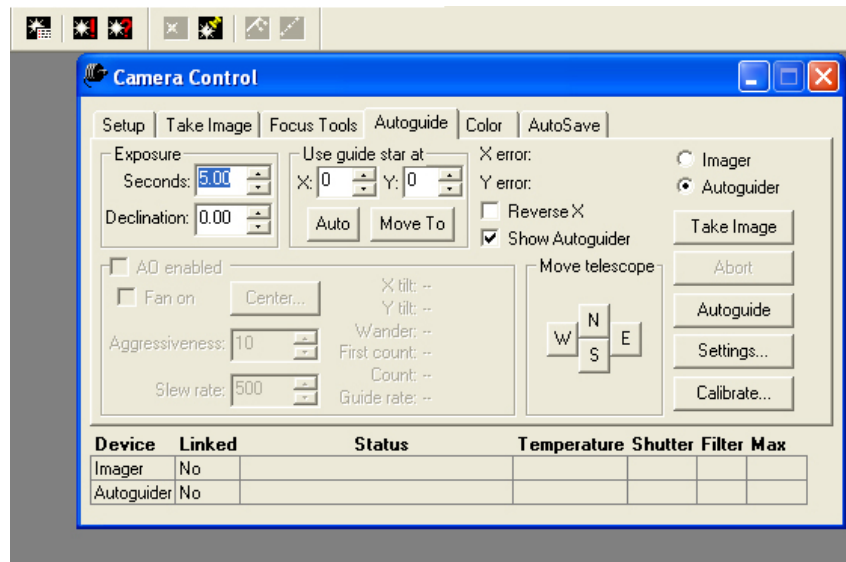 Camera Control
Setup Take Image Focus Tools Autoguide Color AutoSave
Exposure
Seconds: 5.00
Declination: 0.00
Use guide star at
X: 0 Y: 0
Auto Move To
X error:
Y error:
Reverse X
Show Autoguider
Imager
Autoguider
Take Image
Abort
Autoguide
Settings...
Calibrate...
AO enabled
Fan on Center...
Aggressiveness: 10
Slew rate: 500
X tilt: --
Y tilt: --
Wander: --
First count: --
Count: --
Guide rate: --
Move telescope
N
W E
S
Device Linked Status Temperature Shutter Filter Max
Imager No
Autoguider No